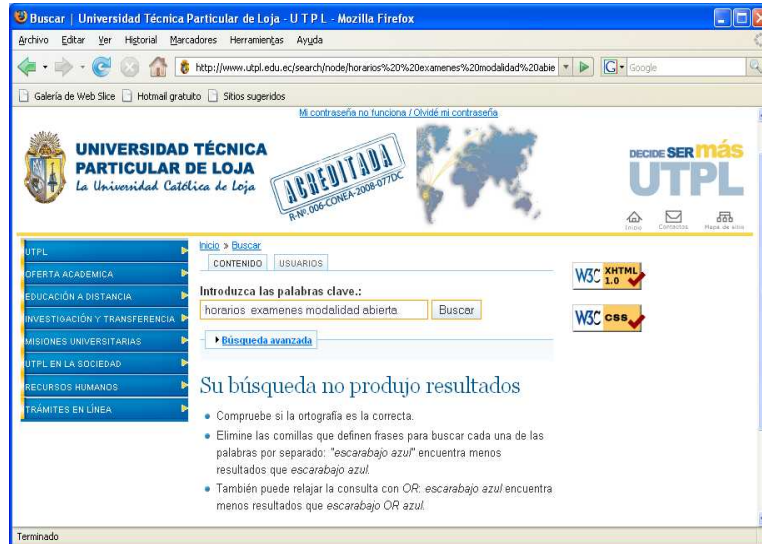 Buscar | Universidad Técnica Particular de Loja - U T P L - Mozilla Firefox
Archivo Editar Ver Historial Marcadores Herramientas Ayuda
http://www.utpl.edu.ec/search/node/horarios%20%20examenes%20modalidad%20abie
G Google
Galería de Web Slice Hotmail gratuito Sitios sugeridos
Mi contraseña no funciona / Olvidé mi contraseña
UNIVERSIDAD TÉCNICA
PARTICULAR DE LOJA
La Universidad Católica de Loja
ACREDITADA
R-Nº.006-CONEA-2008-077DC
DECIDE SER más
UTPL
Inicio Contactos Mapa de sitio
UTPL
OFERTA ACADEMICA
EDUCACIÓN A DISTANCIA
INVESTIGACIÓN Y TRANSFERENCIA
MISIONES UNIVERSITARIAS
UTPL EN LA SOCIEDAD
RECURSOS HUMANOS
TRÁMITES EN LÍNEA
Inicio » Buscar
CONTENIDO USUARIOS
Introduzca las palabras clave.:
horarios examenes modalidad abierta
Buscar
Búsqueda avanzada
W3C XHTML 1.0
W3C css
Su búsqueda no produjo resultados
Compruebe si la ortografía es la correcta.
Elimine las comillas que definen frases para buscar cada una de las
palabras por separado: "escarabajo azul" encuentra menos
resultados que escarabajo azul.
También puede relajar la consulta con OR: escarabajo azul encuentra
menos resultados que escarabajo OR azul.
Terminado